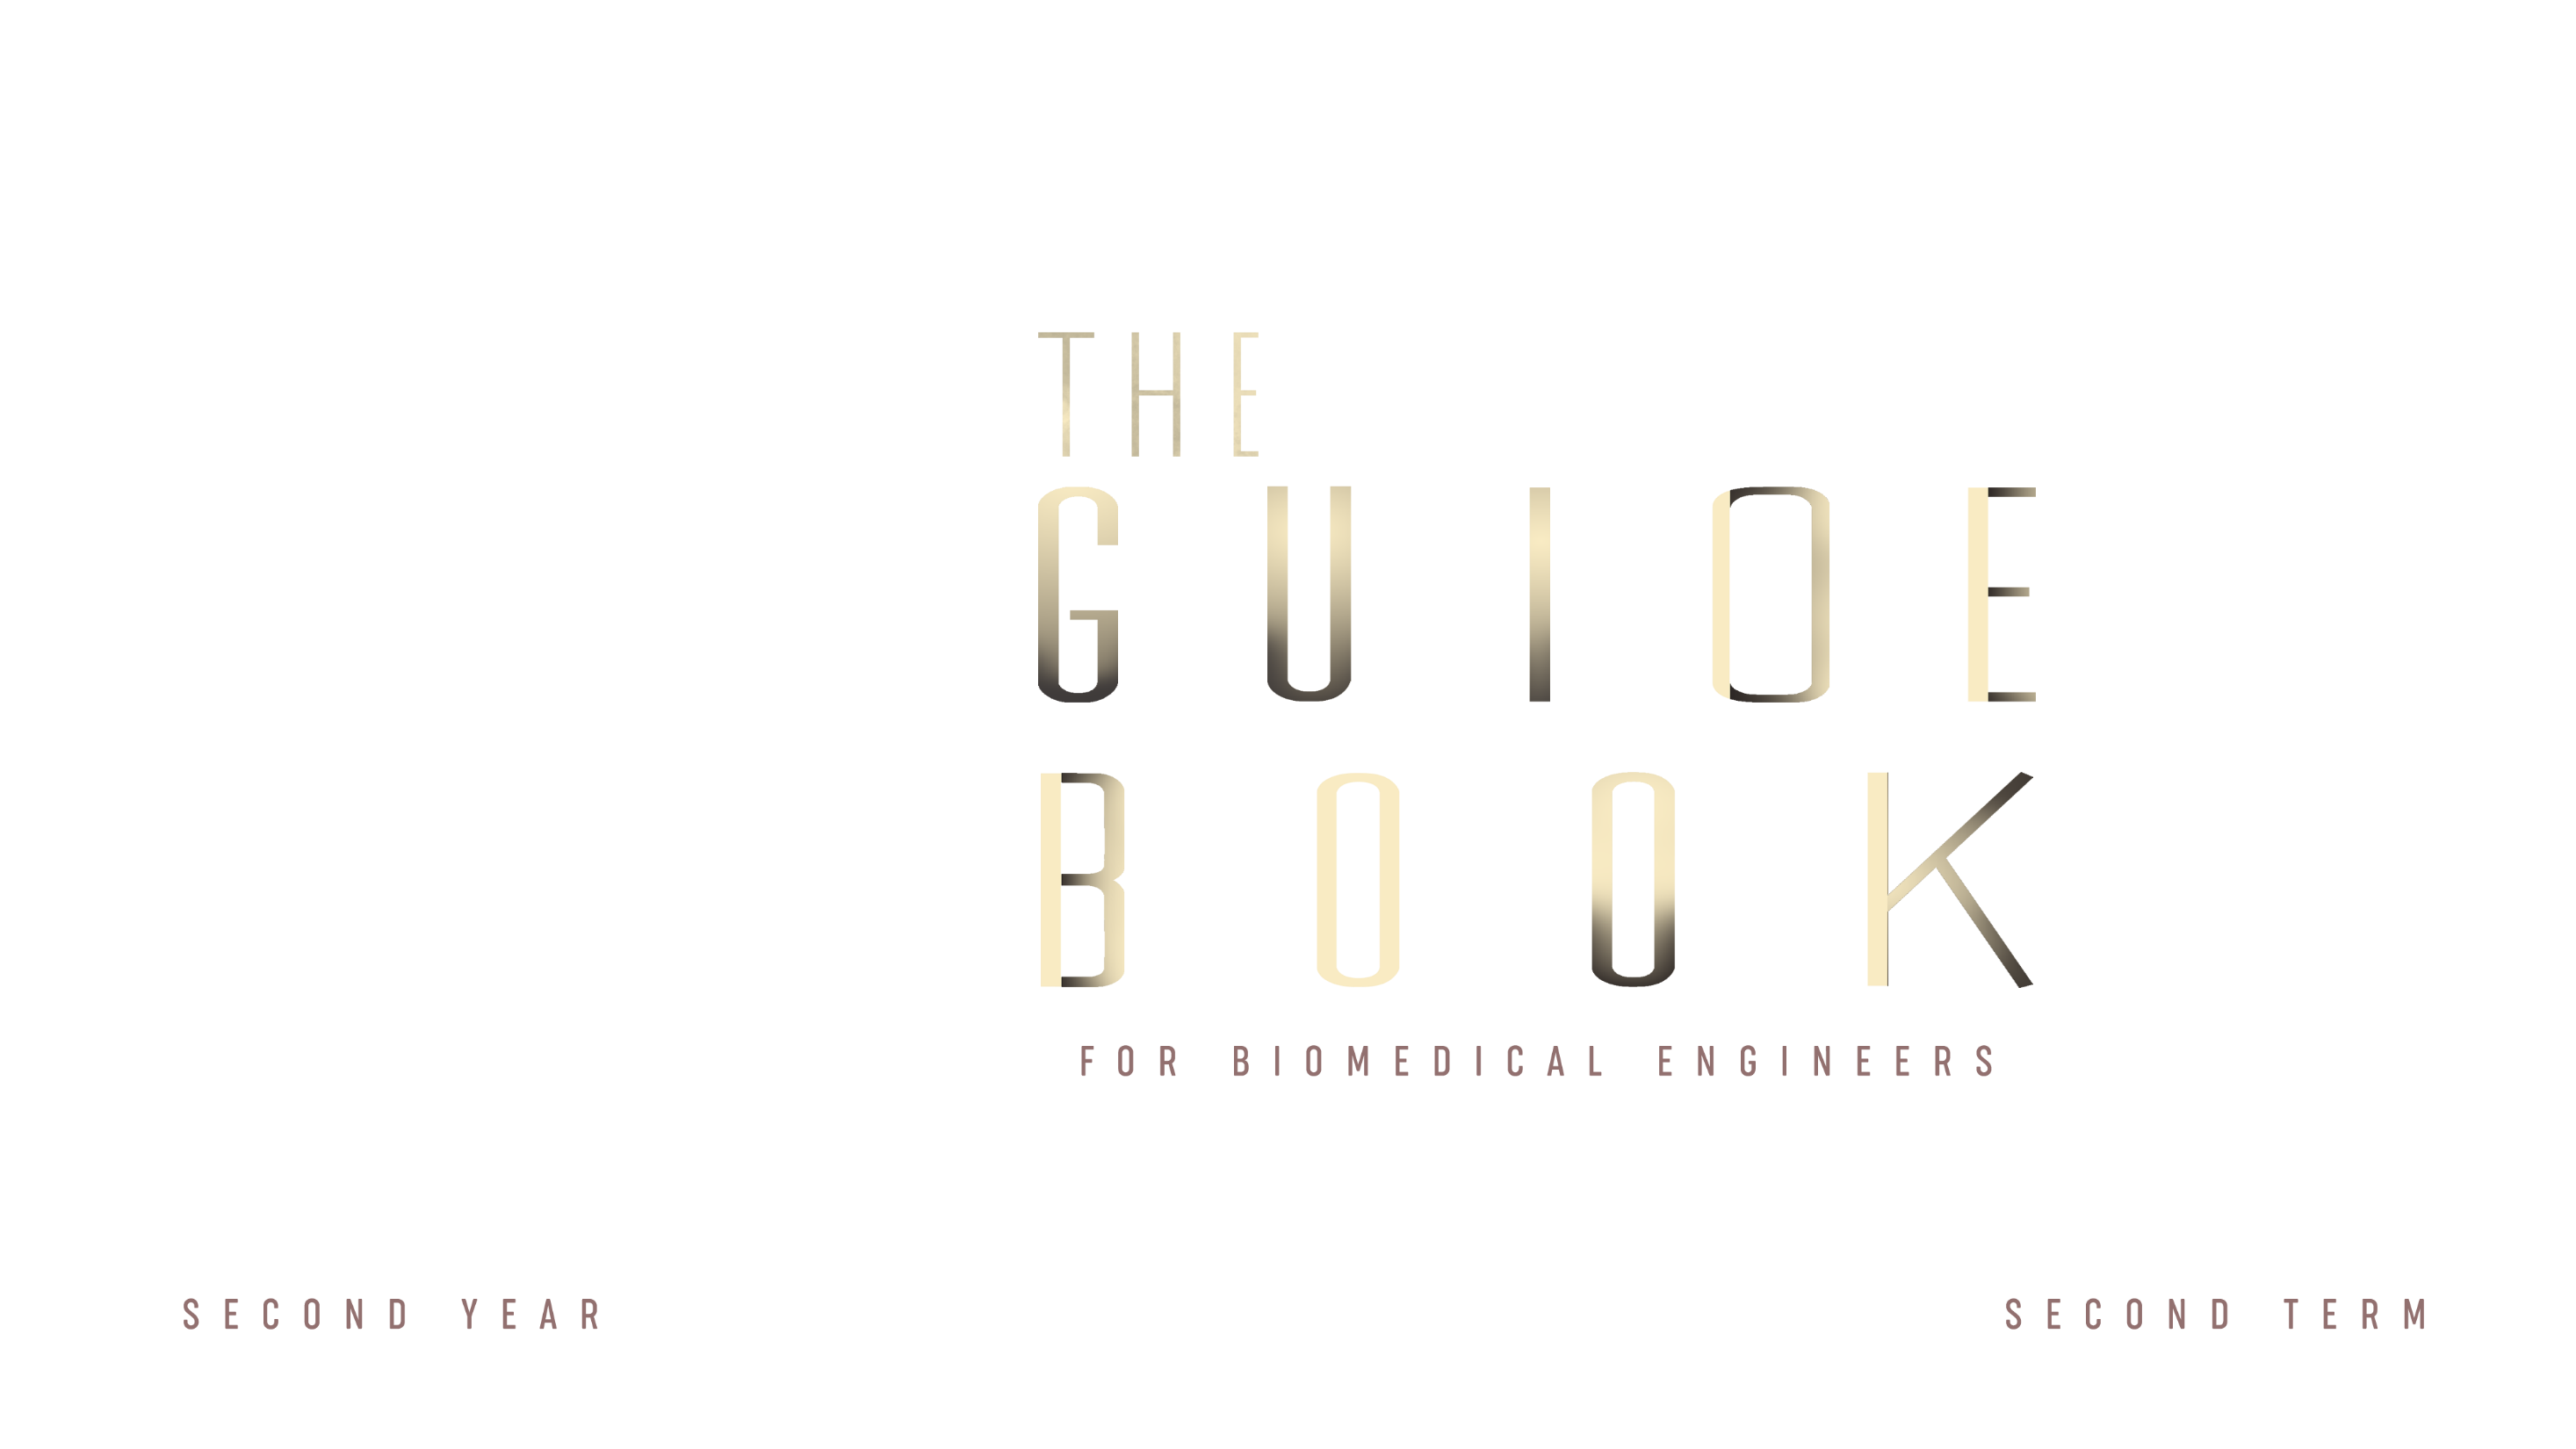 THE
GUIDE
BOOK
FOR BIOMEDICAL ENGINEERS
SECOND YEAR
SECOND TERM